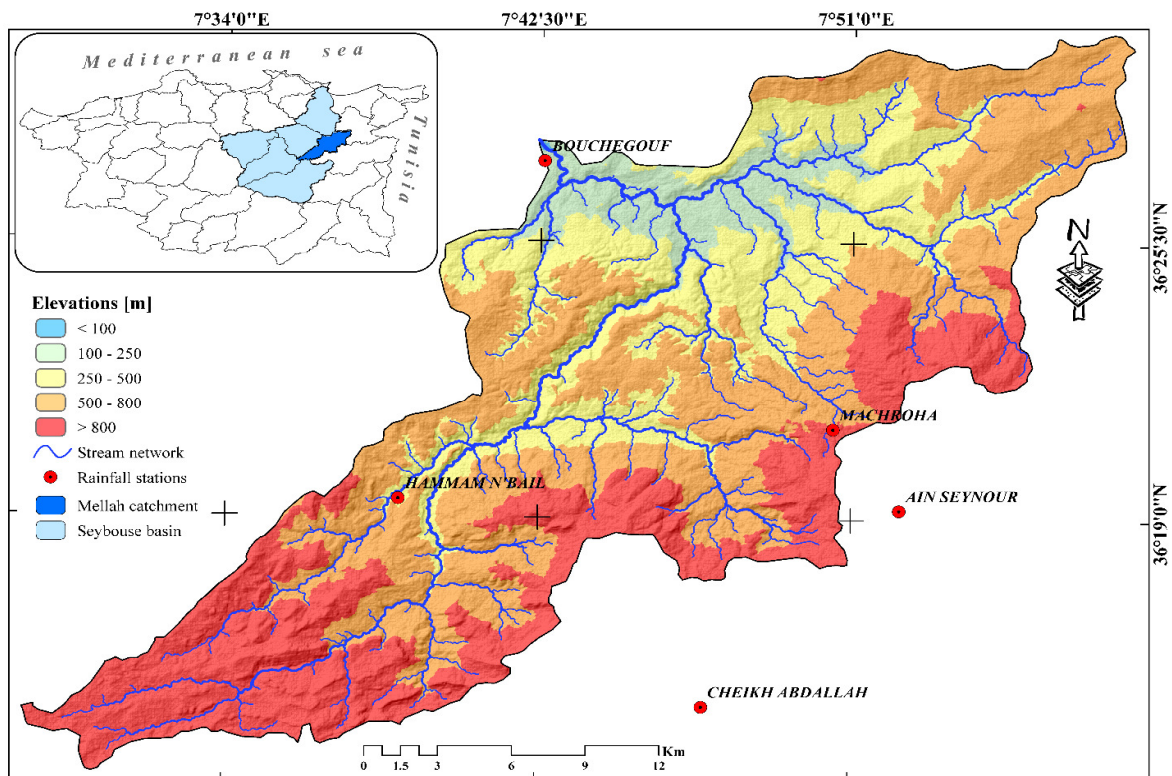 7°34'0"E
7°42'30"E
7°51'0"E
Mediterranean sea
Tunisia
BOUCHEGOUF
N
36°25'30"N
Elevations [m]
< 100
100 - 250
250 - 500
500 - 800
> 800
Stream network
Rainfall stations
Mellah catchment
Seybouse basin
MACHROHA
HAMMAM N'BAIL
AIN SEYNOUR
36°19'0"N
CHEIKH ABDALLAH
Km
0 1.5 3 6 9 12